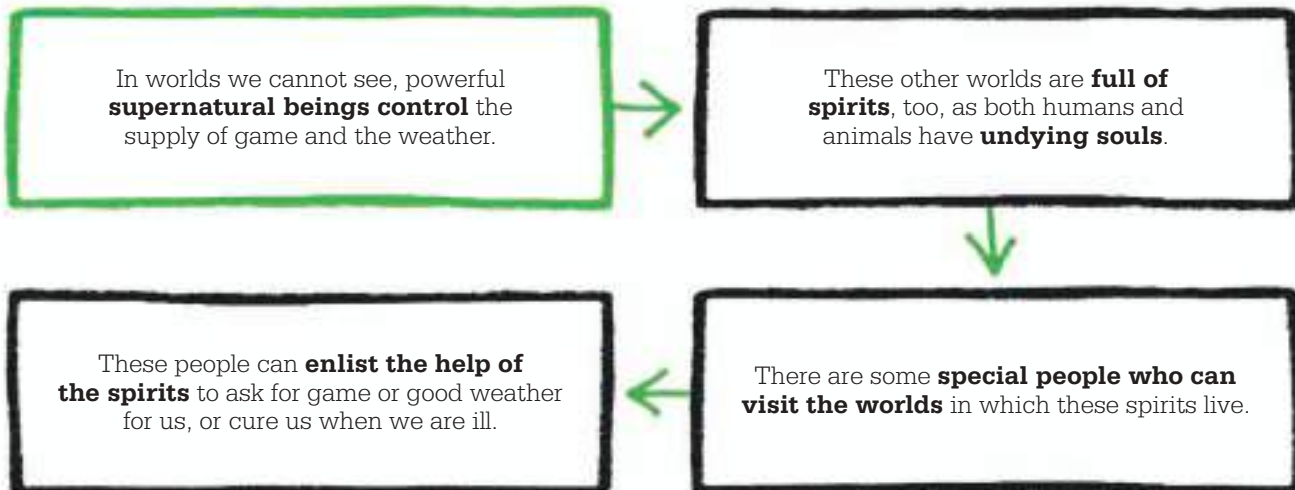 In worlds we cannot see, powerful
supernatural beings control the
supply of game and the weather.
These other worlds are full of
spirits, too, as both humans and
animals have undying souls.
There are some special people who can
visit the worlds in which these spirits live.
These people can enlist the help of
the spirits to ask for game or good weather
for us, or cure us when we are ill.